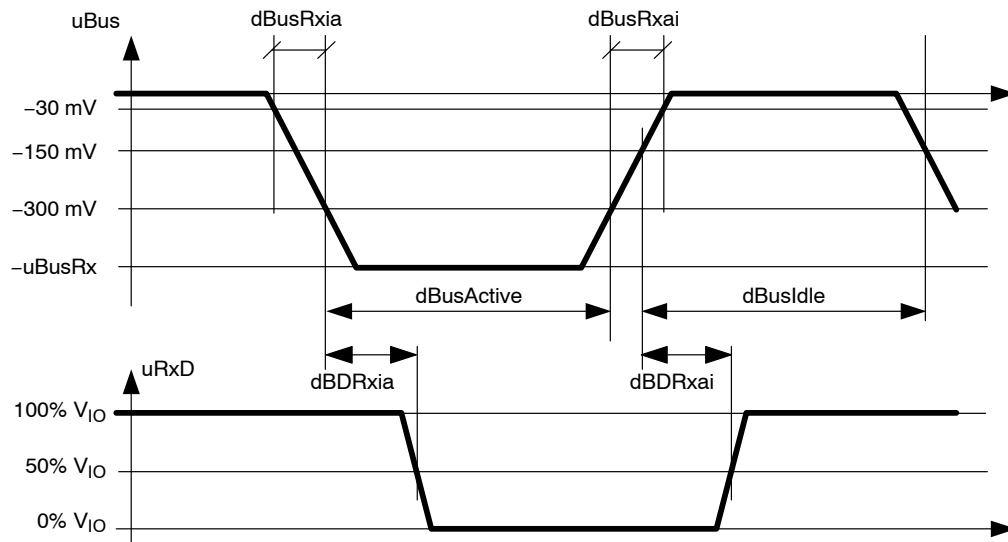 uBus
dBusRxia
dBusRxai
–30 mV
–150 mV
–300 mV
–uBusRx
dBusActive
dBusIdle
uRxD
dBDRxia
dBDRxai
100% VIO
50% VIO
0% VIO